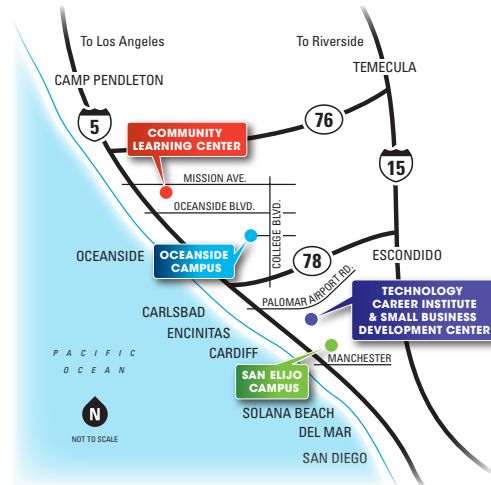 To Los Angeles
To Riverside
TEMECULA
CAMP PENDLETON
5
76
COMMUNITY
LEARNING CENTER
15
MISSION AVE.
OCEANSIDE BLVD.
COLLEGE BLVD.
OCEANSIDE
OCEANSIDE
CAMPUS
78
ESCONDIDO
PALOMAR AIRPORT RD.
TECHNOLOGY
CAREER INSTITUTE
& SMALL BUSINESS
DEVELOPMENT CENTER
CARLSBAD
ENCINITAS
CARDIFF
PACIFIC
OCEAN
MANCHESTER
SAN ELIJO
CAMPUS
SOLANA BEACH
DEL MAR
SAN DIEGO
N
NOT TO SCALE